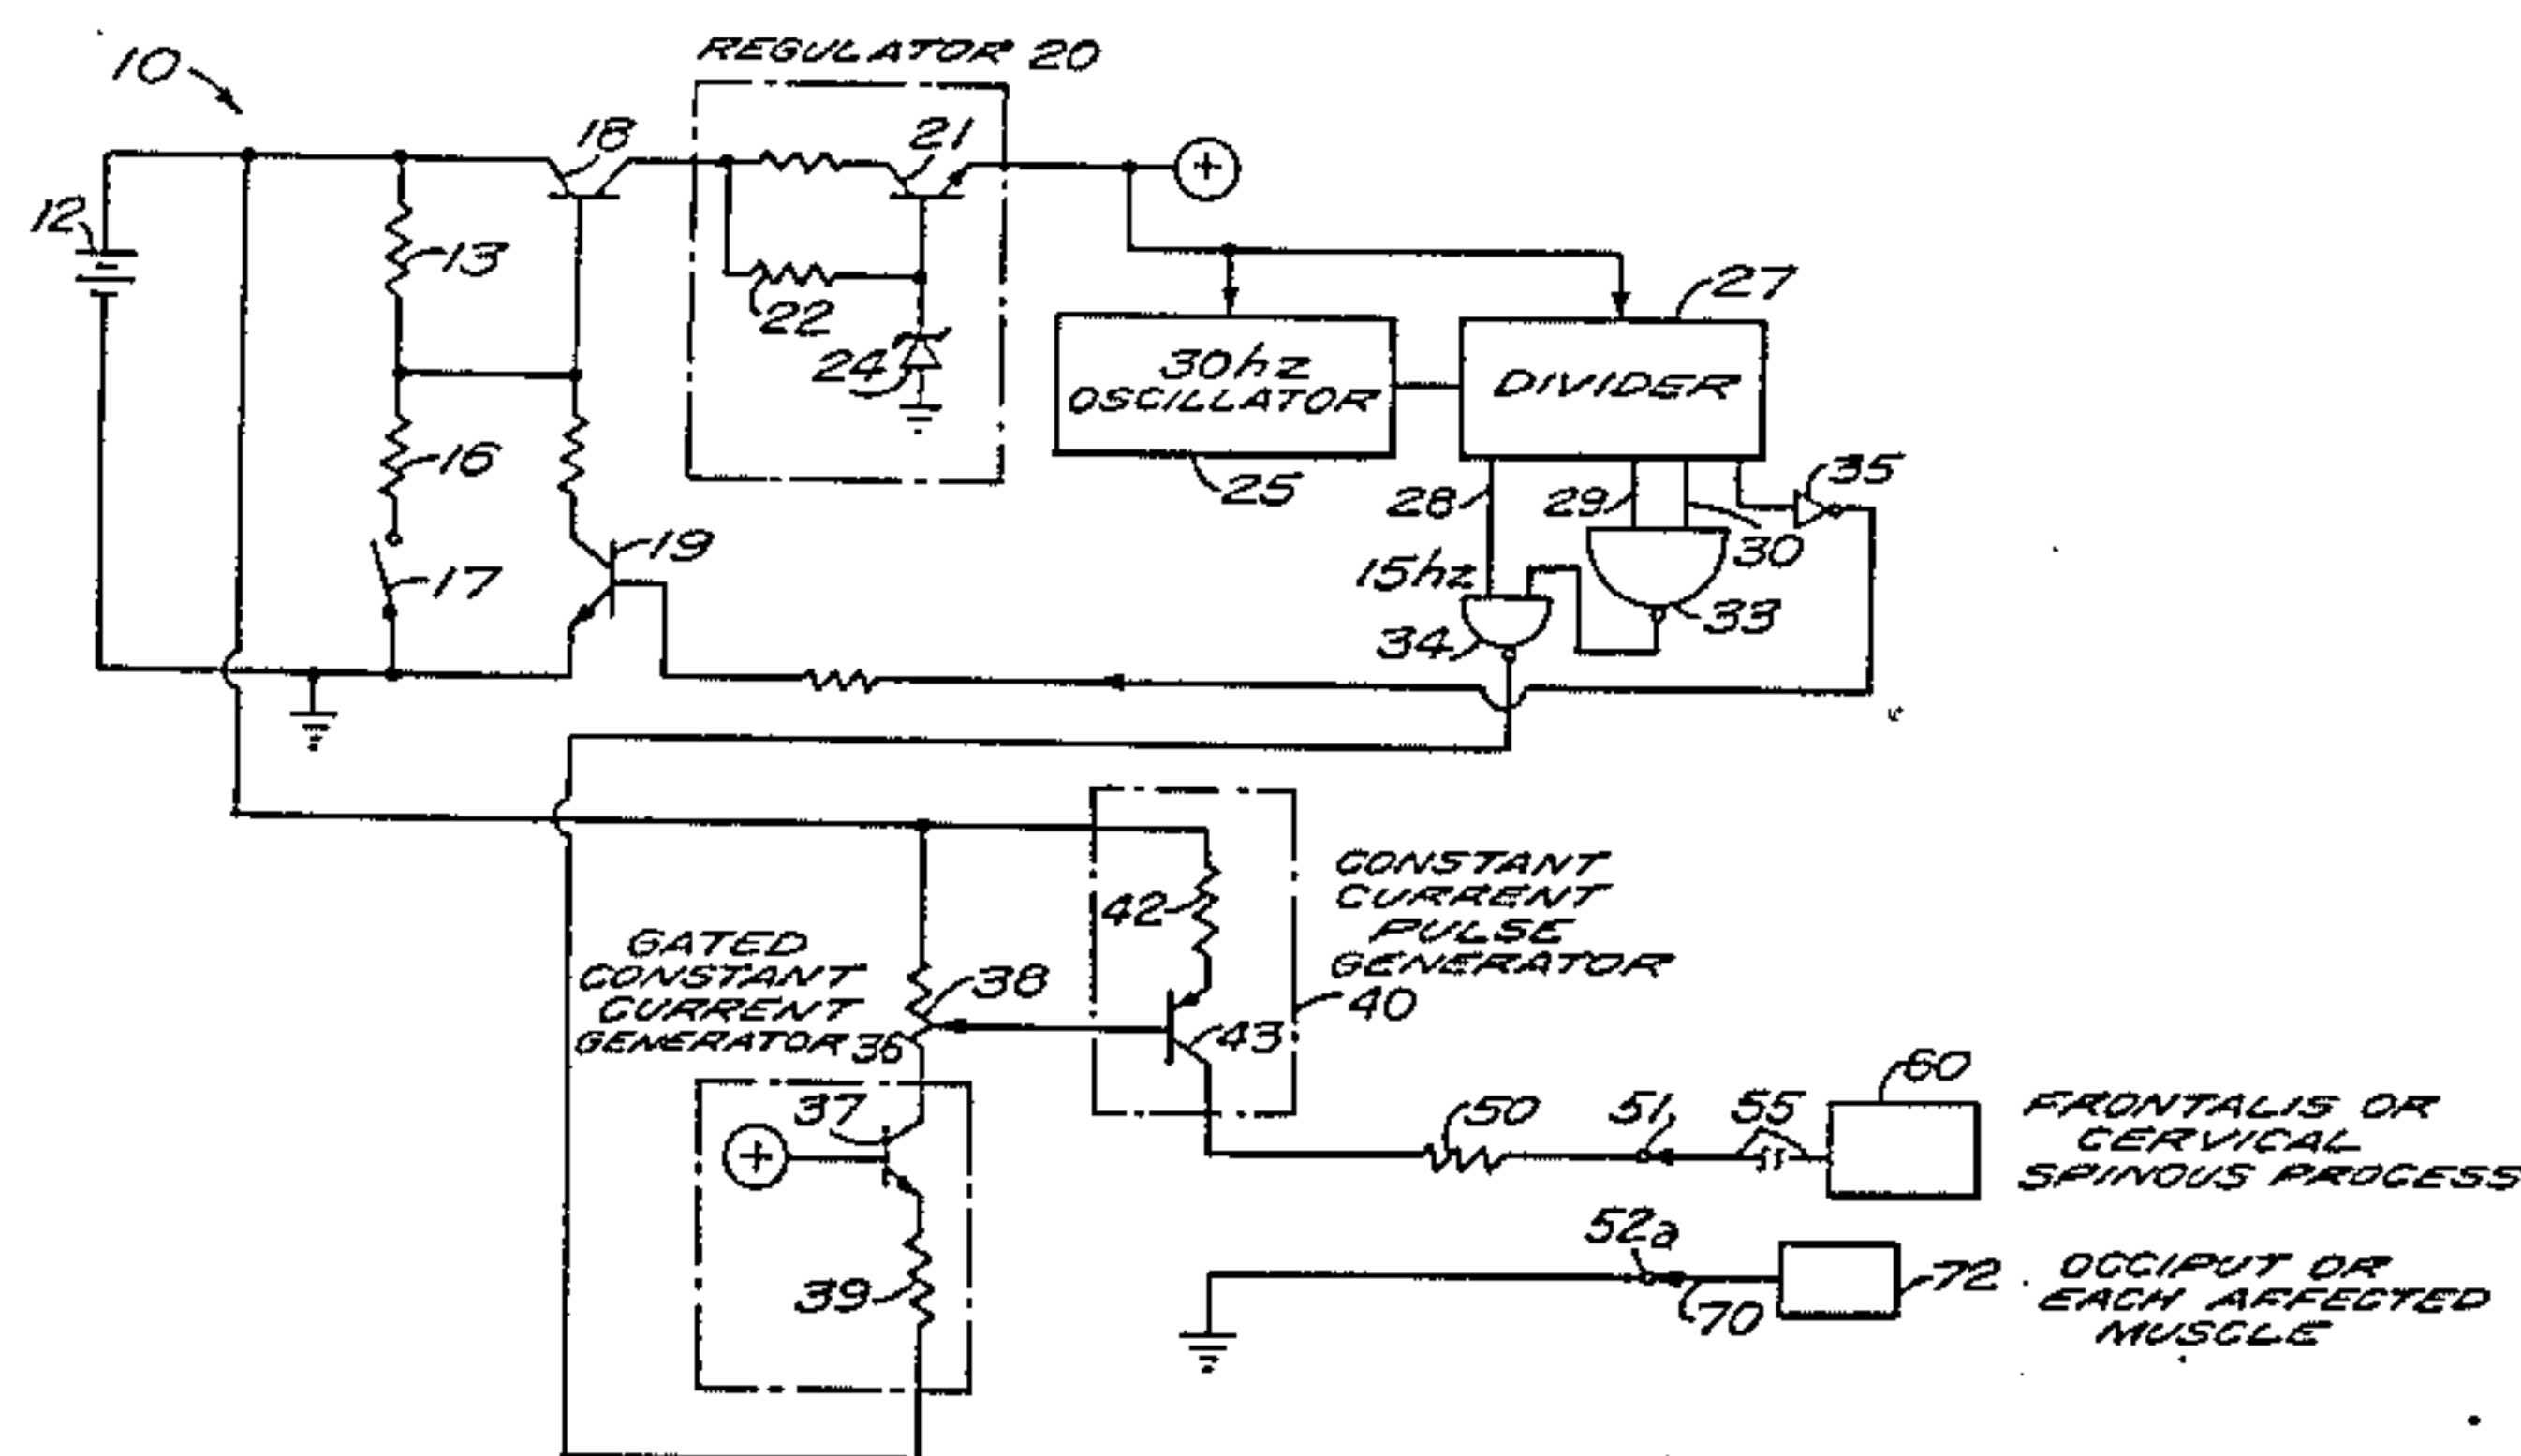 10
REGULATOR 20
18
21
12
13
22
24
27
30hz
OSCILLATOR
DIVIDER
16
25
28
29
35
19
30
17
15hz
33
34
CONSTANT
CURRENT
PULSE
GENERATOR
40
42
GATED
CONSTANT
CURRENT
GENERATOR 36
38
43
37
39
50
51
55
60
FRONTALIS OR
CERVICAL
SPINOUS PROCESS
52a
70
72
OCCIPUT OR
EACH AFFECTED
MUSCLE